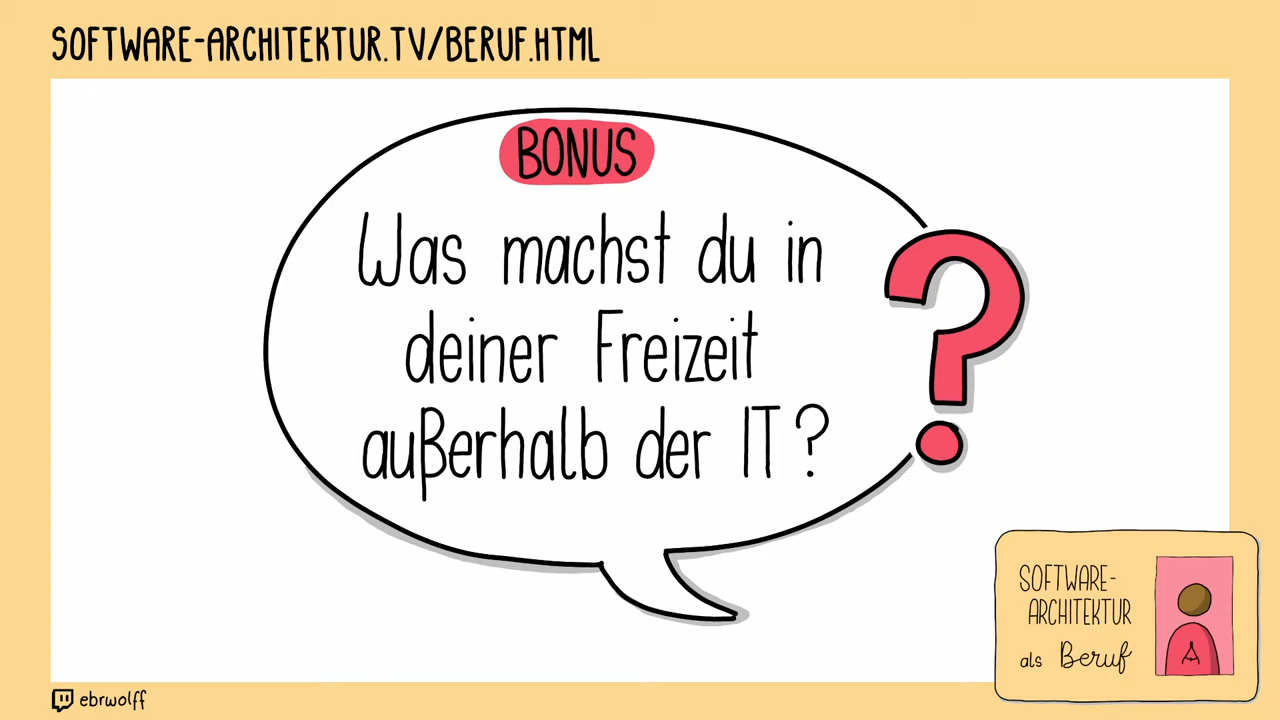 SOFTWARE-ARCHITEKTUR.TV/BERUF.HTML
BONUS
Was machst du in
deiner Freizeit
außerhalb der IT?
SOFTWARE-
ARCHITEKTUR
als Beruf
ebrwolff